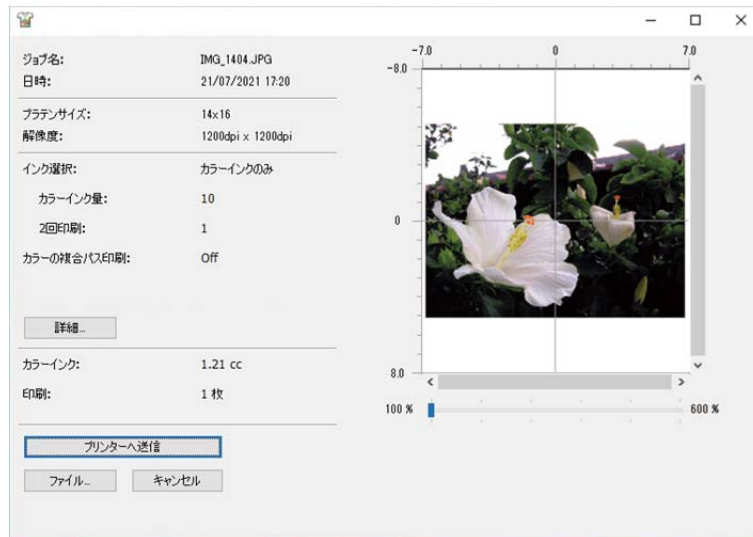 ジョブ名: IMG_1404.JPG
日時: 21/07/2021 17:20
プラテンサイズ: 14x16
解像度: 1200dpi x 1200dpi
インク選択: カラーインクのみ
カラーインク量: 10
2回印刷: 1
カラーの複合パス印刷: Off
詳細...
カラーインク: 1.21 cc
印刷: 1 枚
プリンターへ送信
ファイル... キャンセル
-7.0 0 7.0
-8.0
0
8.0
100 % 600 %